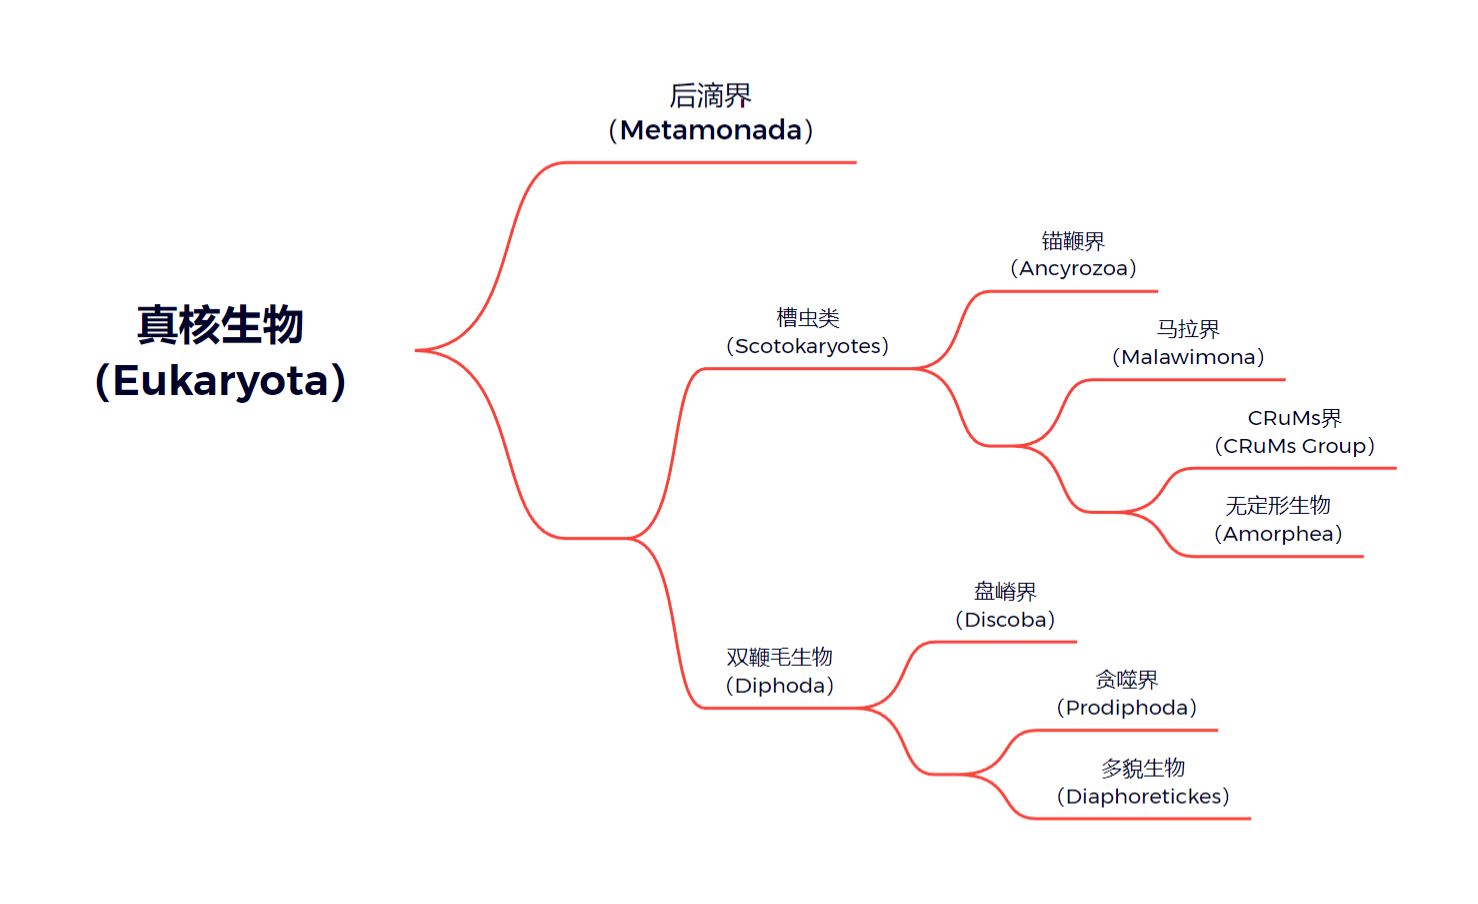 真核生物
（Eukaryota）
后滴界
（Metamonada）
槽虫类
（Scotokaryotes）
锚鞭界
（Ancyrozoa）
马拉界
（Malawimona）
CRuMs界
（CRuMs Group）
无定形生物
（Amorphea）
双鞭毛生物
（Diphoda）
盘嵴界
（Discoba）
贪噬界
（Prodiphoda）
多貌生物
（Diaphoretickes）